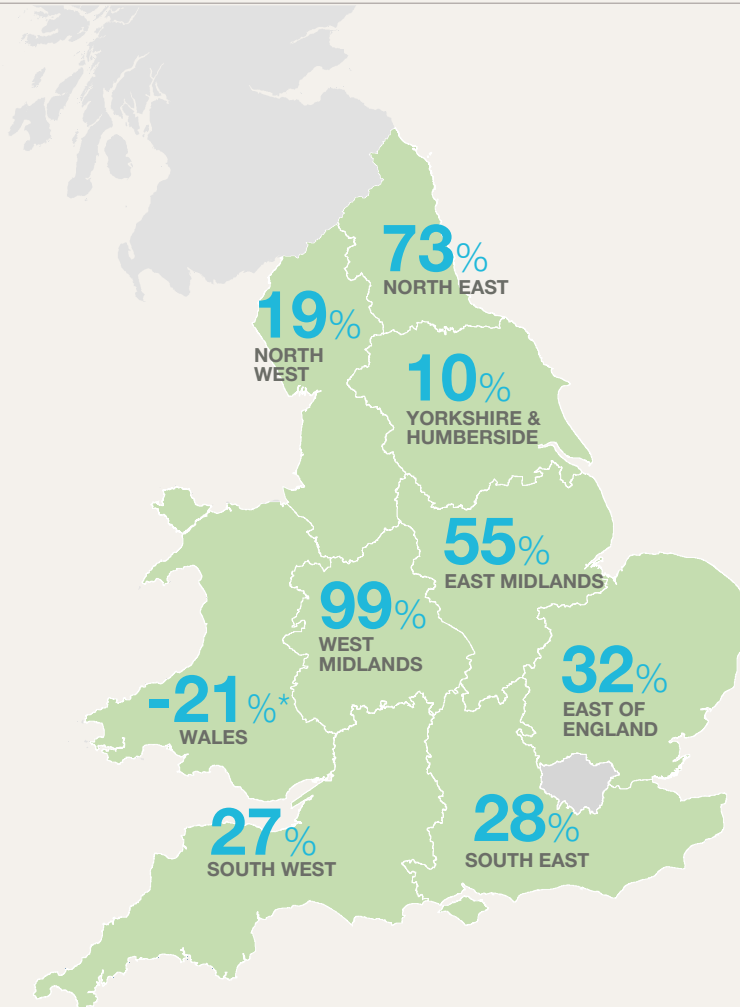 73%
NORTH EAST
19%
NORTH
WEST
10%
YORKSHIRE &
HUMBERSIDE
55%
EAST MIDLANDS
99%
WEST
MIDLANDS
32%
EAST OF
ENGLAND
-21%*
WALES
27%
SOUTH WEST
28%
SOUTH EAST